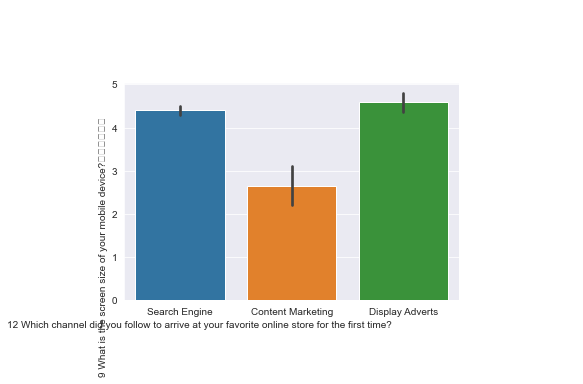 5
4
3
2
1
0
9 What is the screen size of your mobile device?□□□□□□
Search Engine Content Marketing Display Adverts
12 Which channel did you follow to arrive at your favorite online store for the first time?